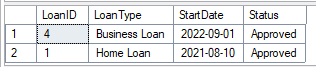 LoanID LoanType StartDate Status
1 4 Business Loan 2022-09-01 Approved
2 1 Home Loan 2021-08-10 Approved